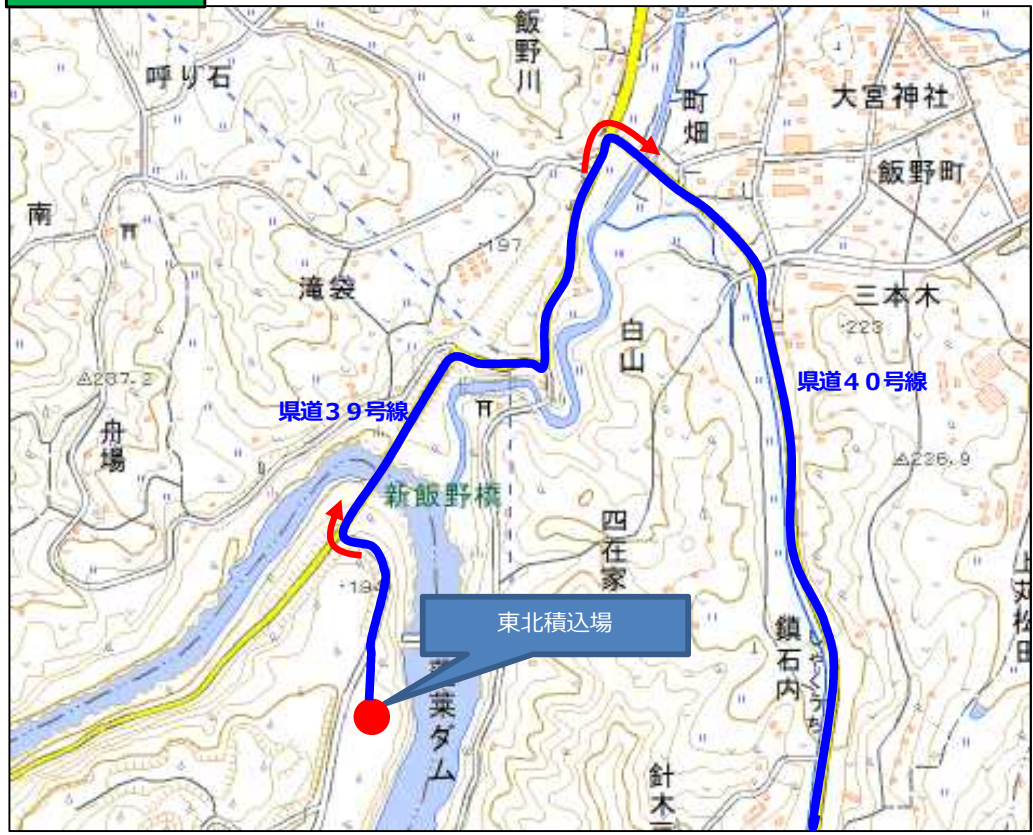 飯野川
呼り石
町畑
大宮神社
飯野町
南
197
滝袋
三本木
223
白山
237.2
県道39号線
県道40号線
舟場
226.9
新飯野橋
四在家
東北積込場
鎖石内
葉ダム
針木